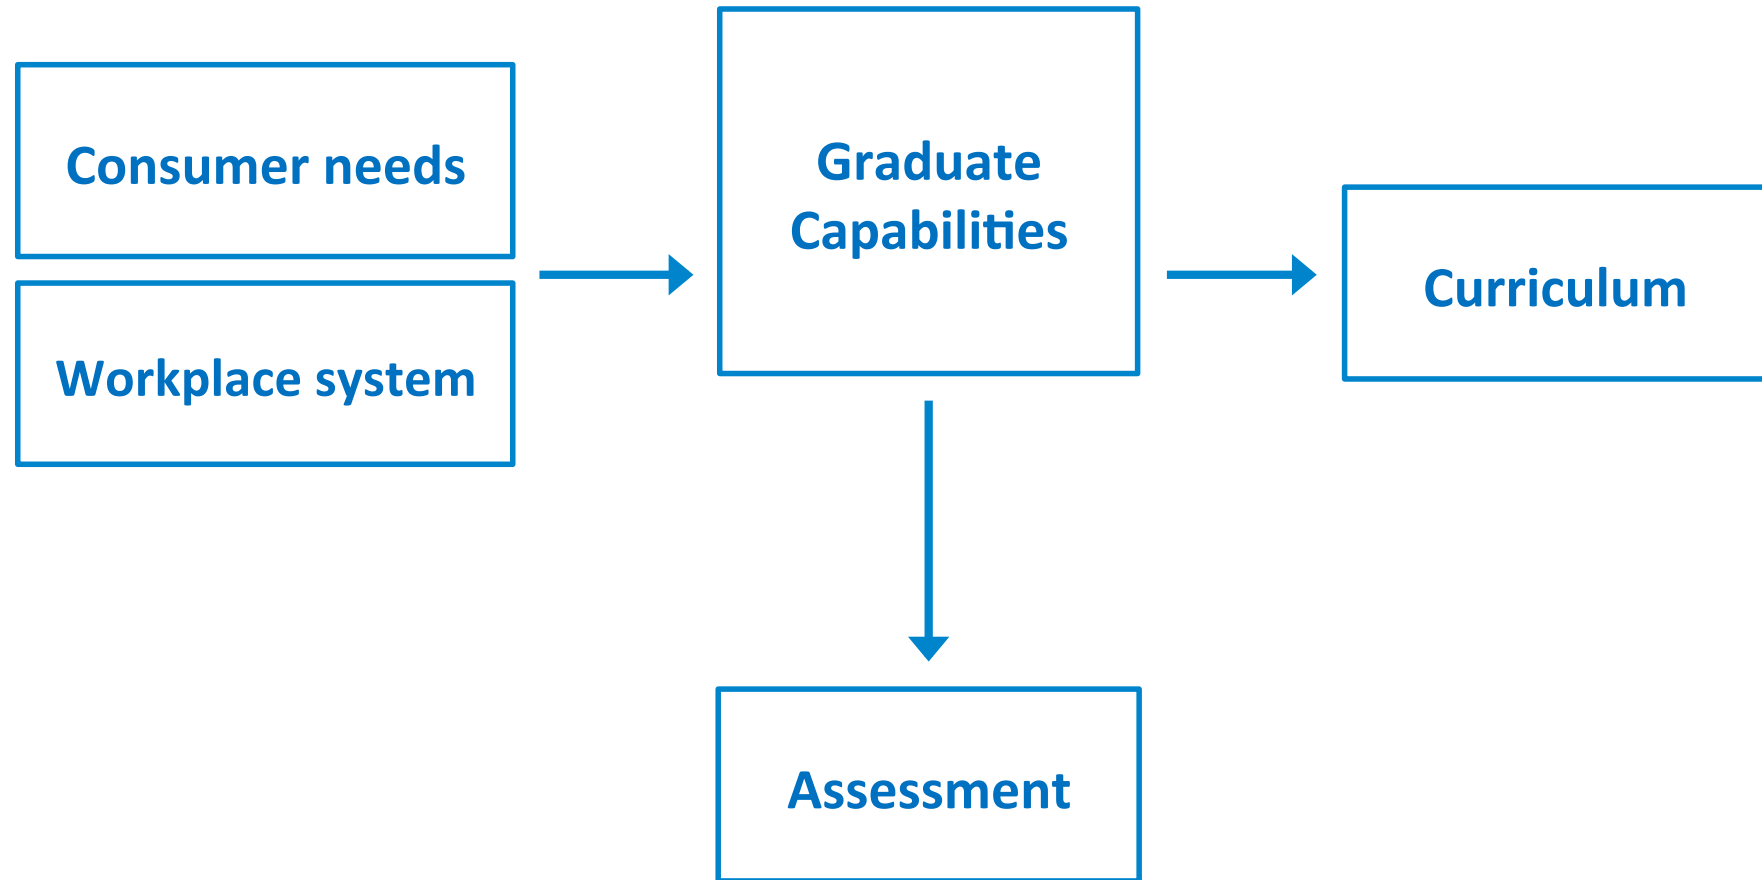 Consumer needs
Workplace system
Graduate
Capabilities
Curriculum
Assessment